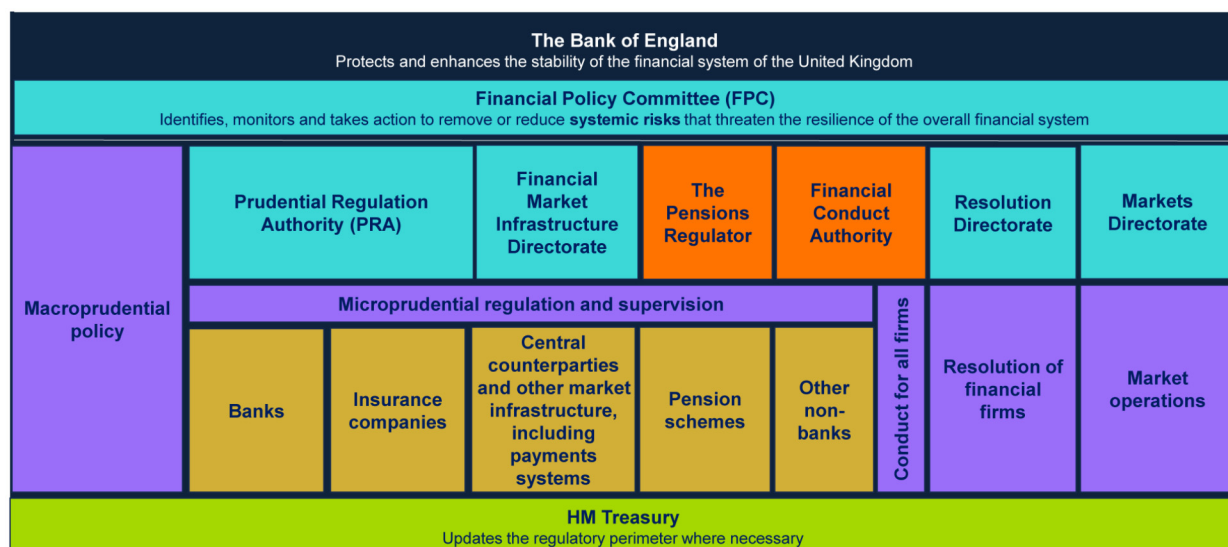 The Bank of England
Protects and enhances the stability of the financial system of the United Kingdom
Financial Policy Committee (FPC)
Identifies, monitors and takes action to remove or reduce systemic risks that threaten the resilience of the overall financial system
Macroprudential
policy
Prudential Regulation
Authority (PRA)
Financial
Market
Infrastructure
Directorate
The
Pensions
Regulator
Financial
Conduct
Authority
Resolution
Directorate
Markets
Directorate
Microprudential regulation and supervision
Banks
Insurance
companies
Central
counterparties
and other market
infrastructure,
including
payments
systems
Pension
schemes
Other
non-
banks
Conduct for all firms
Resolution of
financial
firms
Market
operations
HM Treasury
Updates the regulatory perimeter where necessary